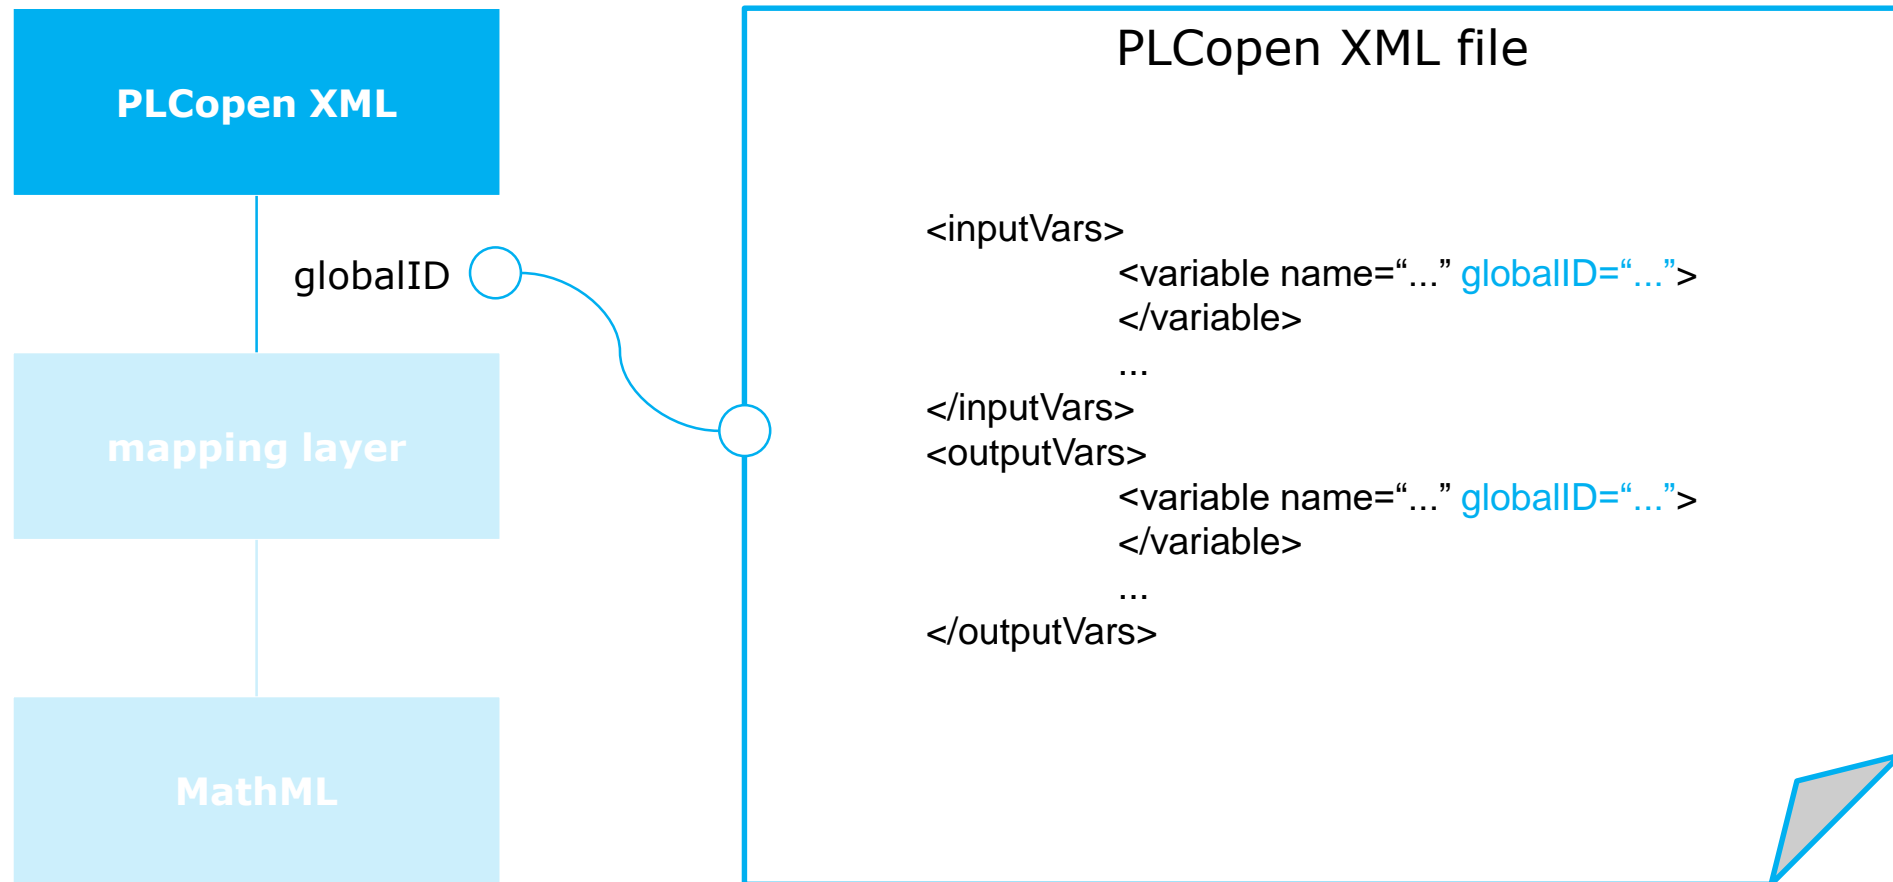 PLCopen XML
globalID
mapping layer
MathML
PLCopen XML file
<inputVars>
<variable name=“...” globalID=“...”>
</variable>
...
</inputVars>
<outputVars>
<variable name=“...” globalID=“...”>
</variable>
...
</outputVars>